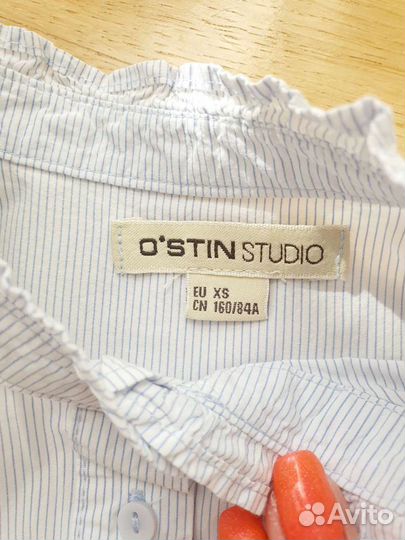 O'STIN STUDIO
EU XS
CN 160/84A
Avito